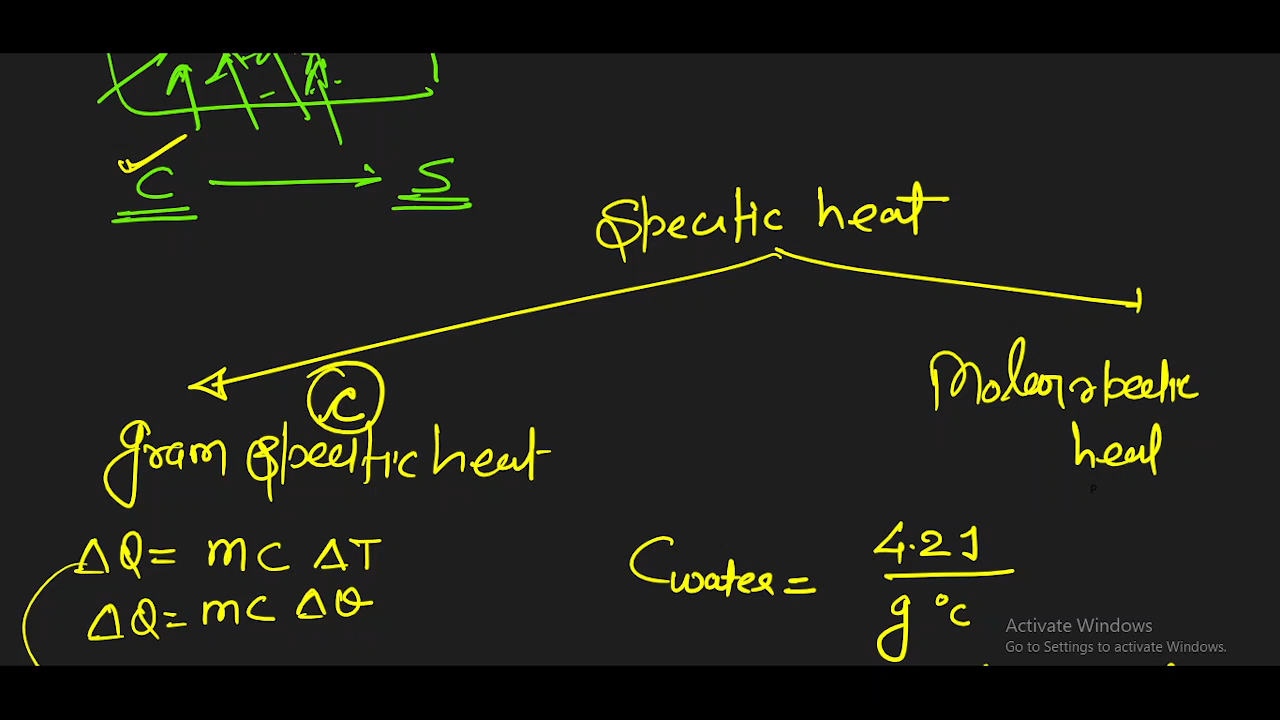 C → S
Specific heat
C
gram specific heat
Molar specific
heat
ΔQ = mc ΔT
ΔQ = mc Δθ
Cwater = 4.2 J
g °c
Activate Windows
Go to Settings to activate Windows.